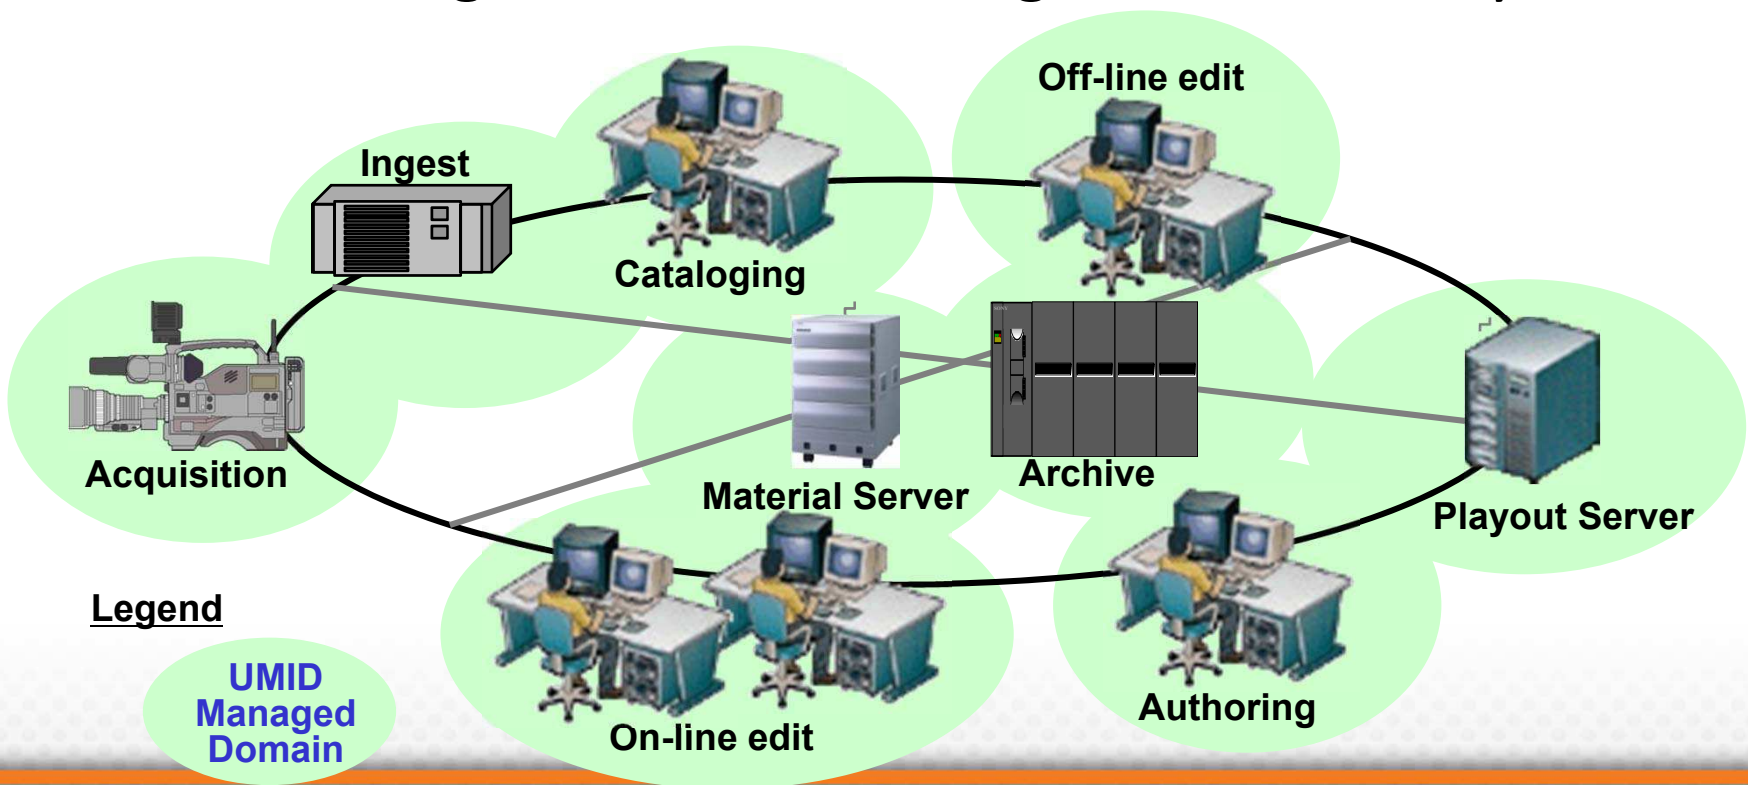 Off-line edit
Ingest
Cataloging
Acquisition
Material Server
Archive
Playout Server
Legend
UMID
Managed
Domain
On-line edit
Authoring